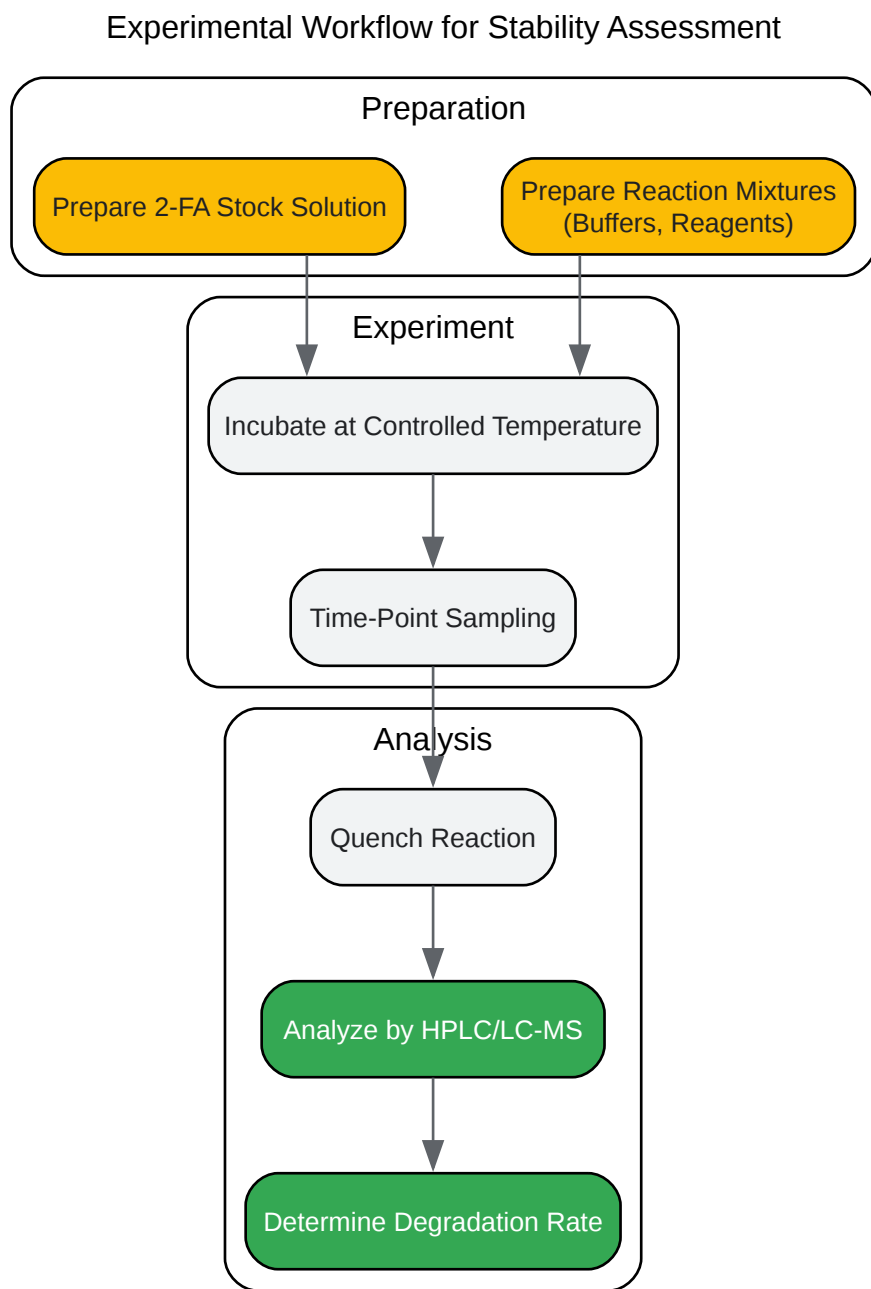 Experimental Workflow for Stability Assessment
Preparation
Prepare 2-FA Stock Solution
Prepare Reaction Mixtures
(Buffers, Reagents)
Experiment
Incubate at Controlled Temperature
Time-Point Sampling
Analysis
Quench Reaction
Analyze by HPLC/LC-MS
Determine Degradation Rate